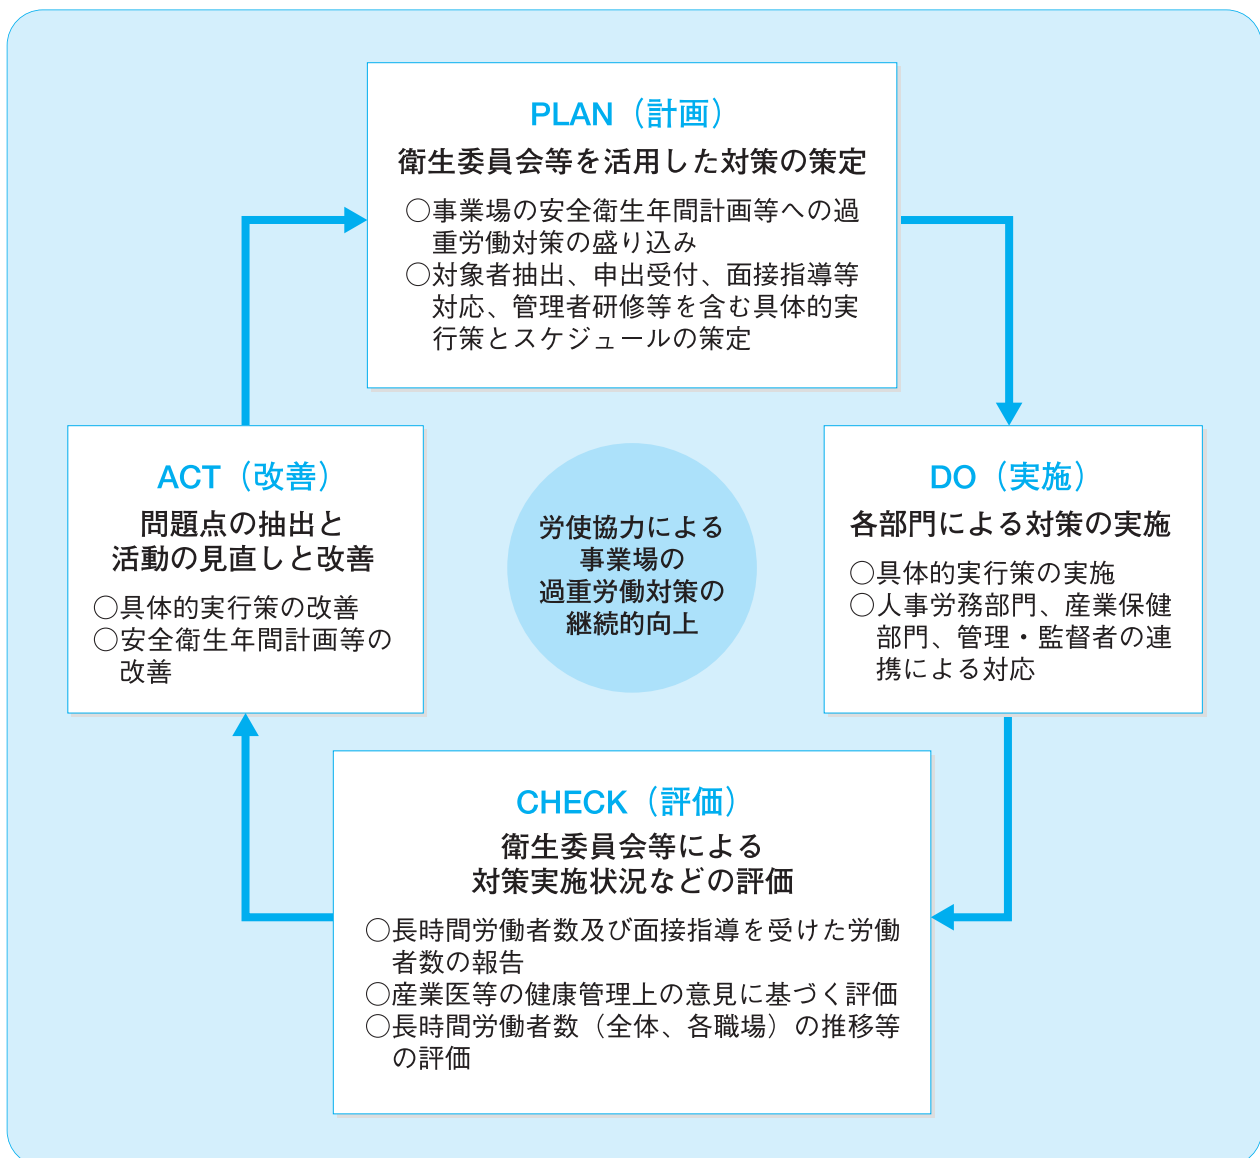 PLAN（計画）
衛生委員会等を活用した対策の策定
○事業場の安全衛生年間計画等への過
重労働対策の盛り込み
○対象者抽出、申出受付、面接指導等
対応、管理者研修等を含む具体的実
行策とスケジュールの策定
DO（実施）
各部門による対策の実施
○具体的実行策の実施
○人事労務部門、産業保健
部門、管理・監督者の連
携による対応
CHECK（評価）
衛生委員会等による
対策実施状況などの評価
○長時間労働者数及び面接指導を受けた労働
者数の報告
○産業医等の健康管理上の意見に基づく評価
○長時間労働者数（全体、各職場）の推移等
の評価
ACT（改善）
問題点の抽出と
活動の見直しと改善
○具体的実行策の改善
○安全衛生年間計画等の
改善
労使協力による
事業場の
過重労働対策の
継続的向上